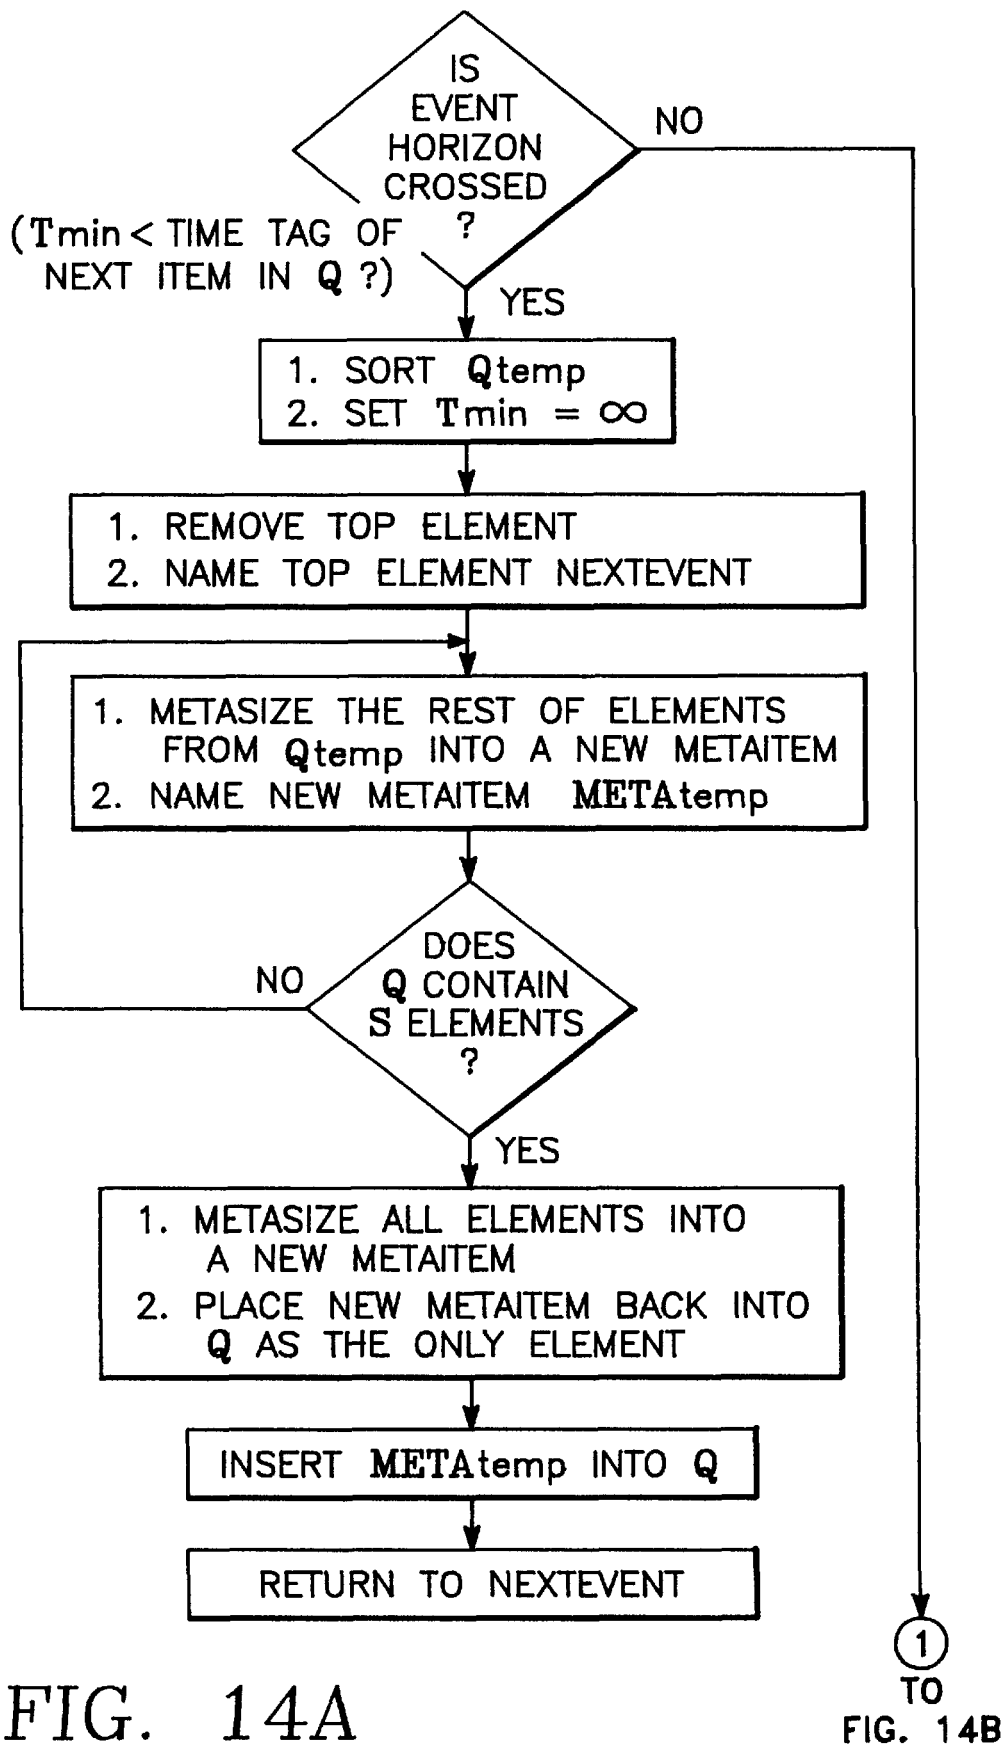 IS
EVENT
HORIZON
CROSSED
?
NO
(Tmin < TIME TAG OF
NEXT ITEM IN Q ?)
YES
1. SORT Qtemp
2. SET Tmin = ∞
1. REMOVE TOP ELEMENT
2. NAME TOP ELEMENT NEXTEVENT
1. METASIZE THE REST OF ELEMENTS
FROM Qtemp INTO A NEW METAITEM
2. NAME NEW METAITEM METAtemp
DOES
Q CONTAIN
S ELEMENTS
?
NO
YES
1. METASIZE ALL ELEMENTS INTO
A NEW METAITEM
2. PLACE NEW METAITEM BACK INTO
Q AS THE ONLY ELEMENT
INSERT METAtemp INTO Q
RETURN TO NEXTEVENT
1
TO
FIG. 14B
FIG. 14A